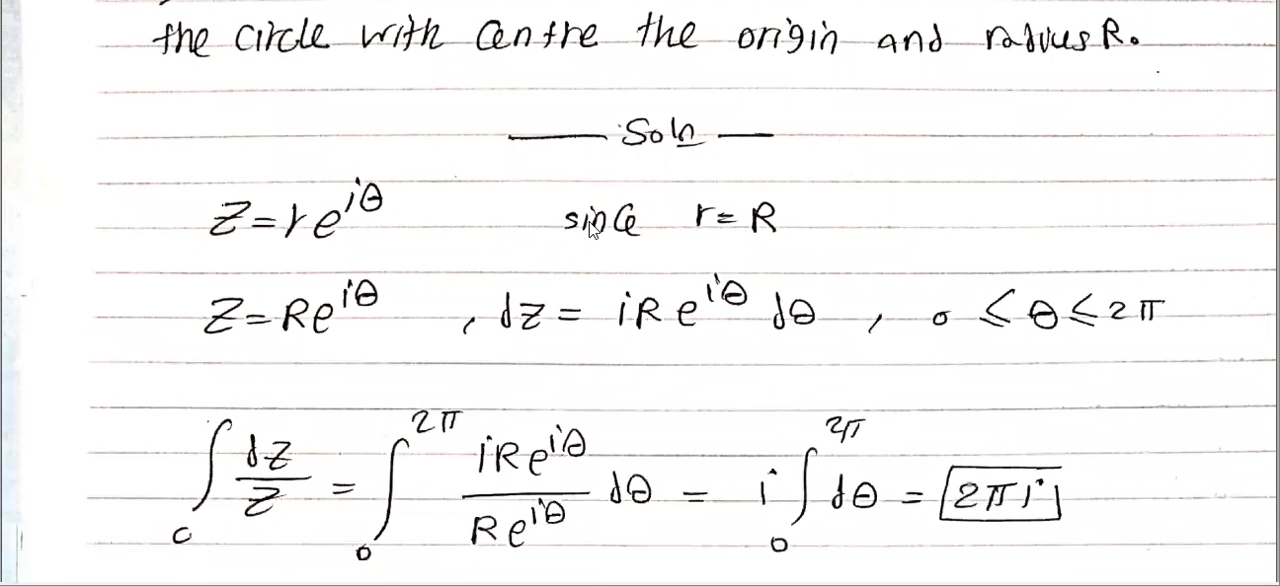 the circle with Centre the origin and radius R.
Soln
Z = re^{iθ} since r = R
Z = Re^{iθ} , dz = iRe^{iθ} dθ , 0 ≤ θ ≤ 2π
∫_c dz/z = ∫_0^{2π} iRe^{iθ}/Re^{iθ} dθ = i ∫_0^{2π} dθ = 2πi